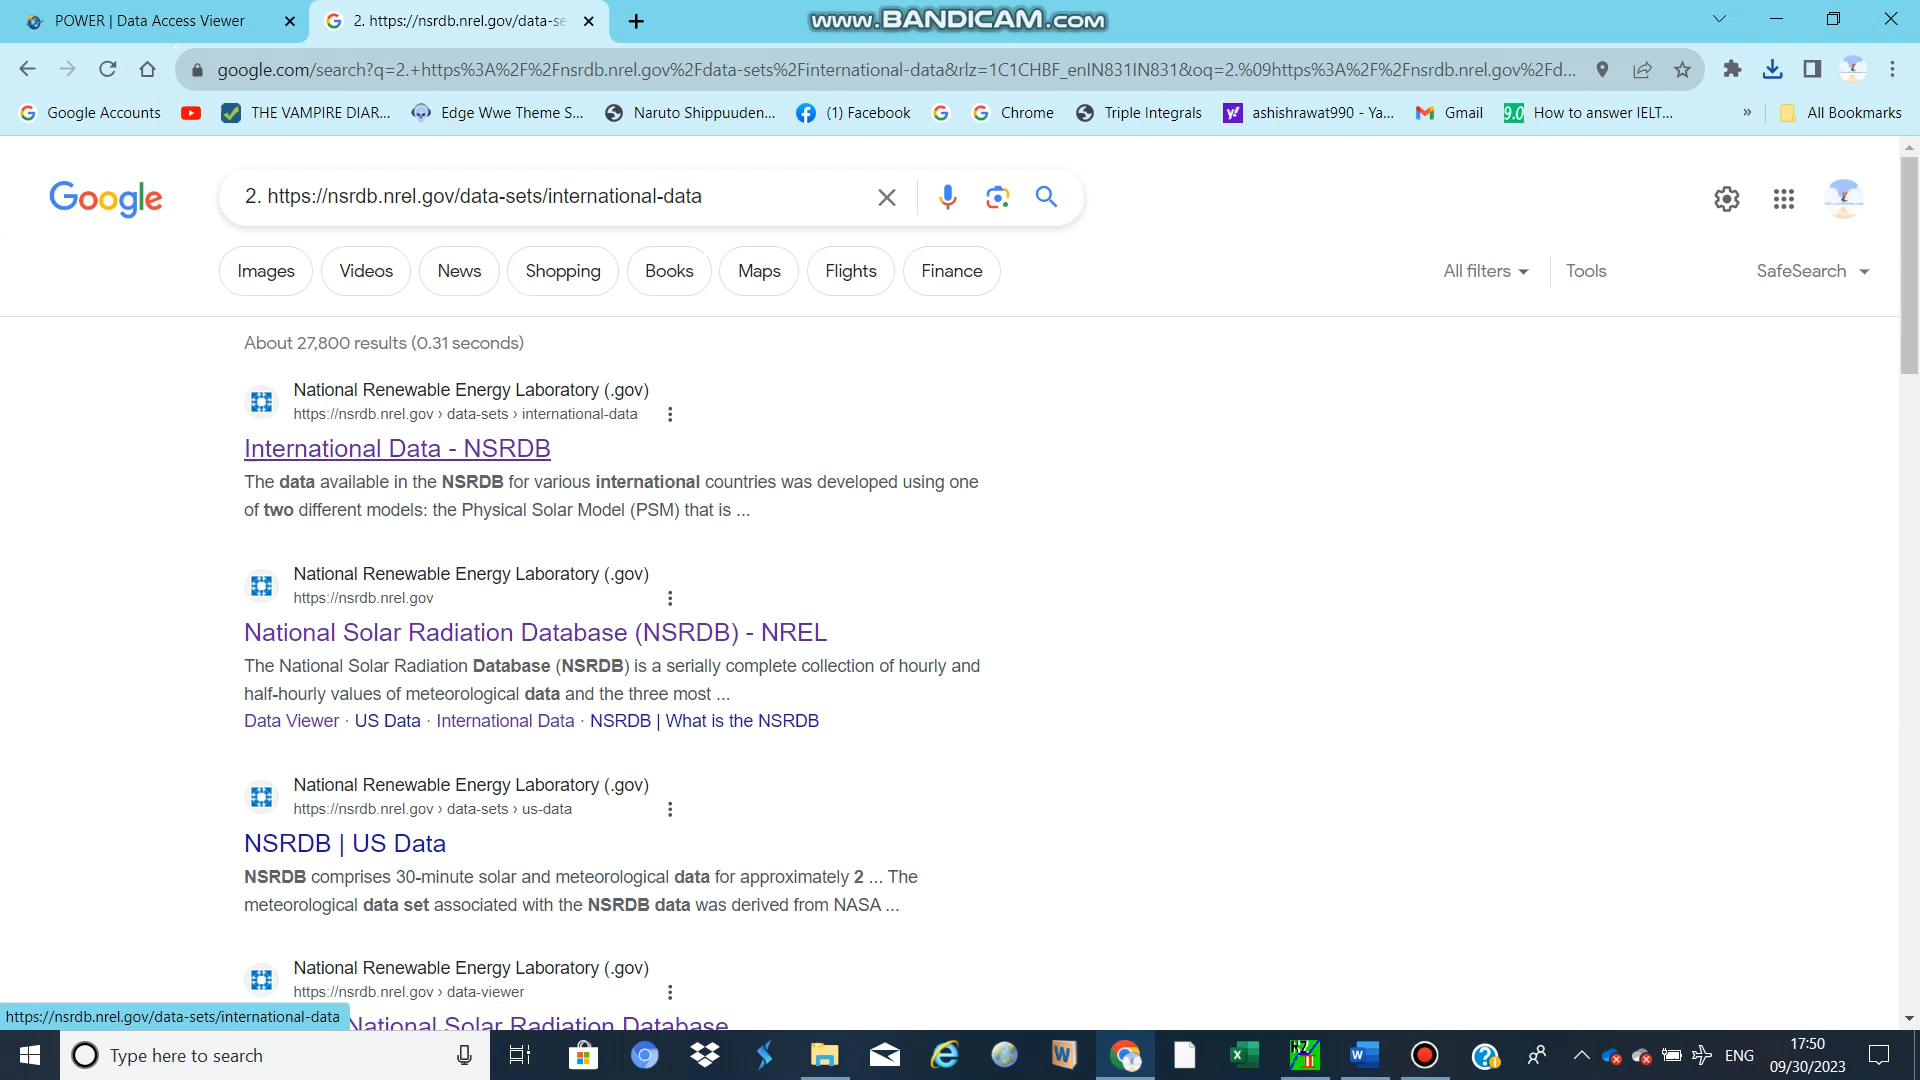 POWER | Data Access Viewer
2. https://nsrdb.nrel.gov/data-se
www.BANDICAM.com
google.com/search?q=2.+https%3A%2F%2Fnsrdb.nrel.gov%2Fdata-sets%2Finternational-data&rlz=1C1CHBF_enIN831IN831&oq=2.%09https%3A%2F%2Fnsrdb.nrel.gov%2Fd...
Google Accounts
THE VAMPIRE DIAR...
Edge Wwe Theme S...
Naruto Shippuuden...
(1) Facebook
Chrome
Triple Integrals
ashishrawat990 - Ya...
Gmail
9.0 How to answer IELT...
»
All Bookmarks
Google
2. https://nsrdb.nrel.gov/data-sets/international-data
Images
Videos
News
Shopping
Books
Maps
Flights
Finance
All filters
Tools
SafeSearch
About 27,800 results (0.31 seconds)
National Renewable Energy Laboratory (.gov)
https://nsrdb.nrel.gov › data-sets › international-data
International Data - NSRDB
The data available in the NSRDB for various international countries was developed using one
of two different models: the Physical Solar Model (PSM) that is ...
National Renewable Energy Laboratory (.gov)
https://nsrdb.nrel.gov
National Solar Radiation Database (NSRDB) - NREL
The National Solar Radiation Database (NSRDB) is a serially complete collection of hourly and
half-hourly values of meteorological data and the three most ...
Data Viewer · US Data · International Data · NSRDB | What is the NSRDB
National Renewable Energy Laboratory (.gov)
https://nsrdb.nrel.gov › data-sets › us-data
NSRDB | US Data
NSRDB comprises 30-minute solar and meteorological data for approximately 2 ... The
meteorological data set associated with the NSRDB data was derived from NASA ...
National Renewable Energy Laboratory (.gov)
https://nsrdb.nrel.gov › data-viewer
National Solar Radiation Database
https://nsrdb.nrel.gov/data-sets/international-data
Type here to search
ENG
17:50
09/30/2023